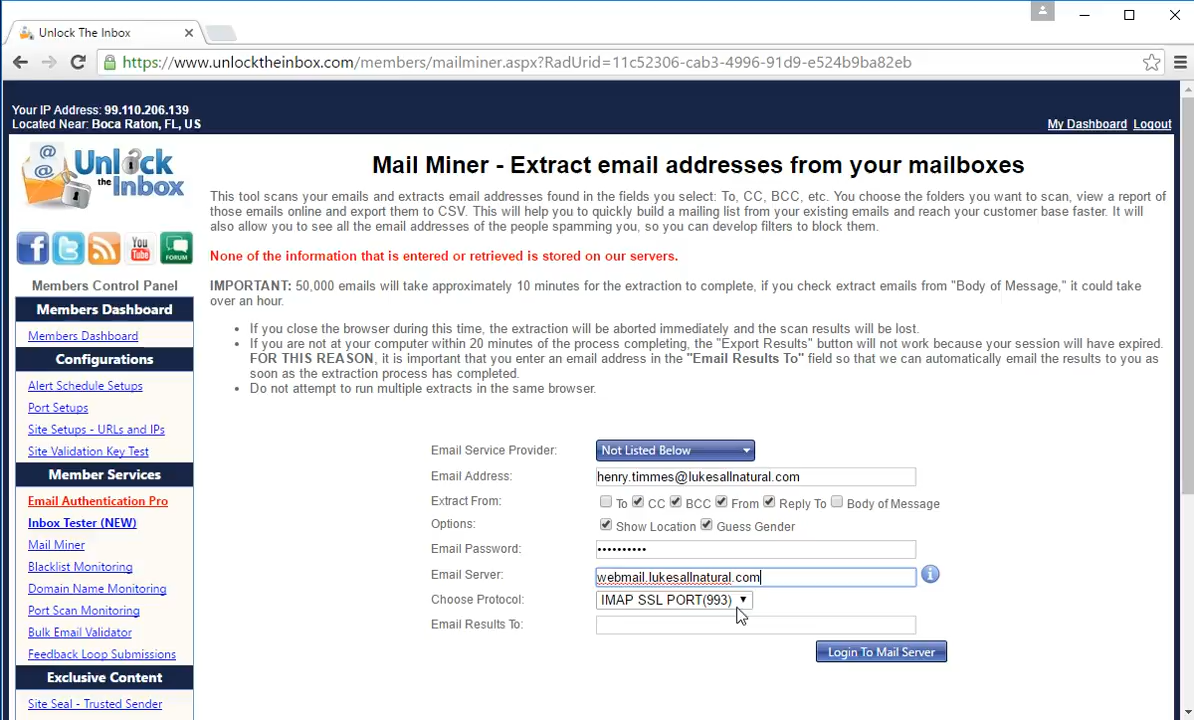 Unlock The Inbox
https://www.unlocktheinbox.com/members/mailminer.aspx?RadUrid=11c52306-cab3-4996-91d9-e524b9ba82eb
Your IP Address: 99.110.206.139
Located Near: Boca Raton, FL, US
My Dashboard Logout
Unlock
the Inbox
You
Tube
FORUM
Mail Miner - Extract email addresses from your mailboxes
This tool scans your emails and extracts email addresses found in the fields you select: To, CC, BCC, etc. You choose the folders you want to scan, view a report of
those emails online and export them to CSV. This will help you to quickly build a mailing list from your existing emails and reach your customer base faster. It will
also allow you to see all the email addresses of the people spamming you, so you can develop filters to block them.
None of the information that is entered or retrieved is stored on our servers.
IMPORTANT: 50,000 emails will take approximately 10 minutes for the extraction to complete, if you check extract emails from "Body of Message," it could take
over an hour.
If you close the browser during this time, the extraction will be aborted immediately and the scan results will be lost.
If you are not at your computer within 20 minutes of the process completing, the "Export Results" button will not work because your session will have expired.
FOR THIS REASON, it is important that you enter an email address in the "Email Results To" field so that we can automatically email the results to you as
soon as the extraction process has completed.
Do not attempt to run multiple extracts in the same browser.
Members Control Panel
Members Dashboard
Members Dashboard
Configurations
Alert Schedule Setups
Port Setups
Site Setups - URLs and IPs
Site Validation Key Test
Member Services
Email Authentication Pro
Inbox Tester (NEW)
Mail Miner
Blacklist Monitoring
Domain Name Monitoring
Port Scan Monitoring
Bulk Email Validator
Feedback Loop Submissions
Exclusive Content
Site Seal - Trusted Sender
Email Service Provider: Not Listed Below
Email Address: henry.timmes@lukesallnatural.com
Extract From: To CC BCC From Reply To Body of Message
Options: Show Location Guess Gender
Email Password: ••••••••••
Email Server: webmail.lukesallnatural.com
Choose Protocol: IMAP SSL PORT(993)
Email Results To:
Login To Mail Server